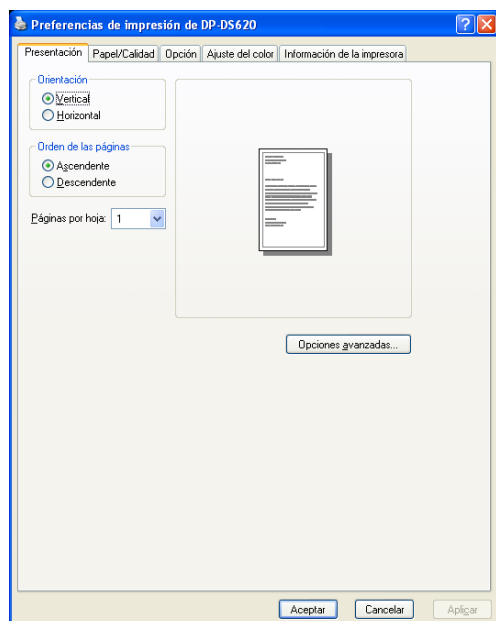 Preferencias de impresión de DP-DS620
Presentación Papel/Calidad Opción Ajuste del color Información de la impresora
Orientación
Vertical
Horizontal
Orden de las páginas
Ascendente
Descendente
Páginas por hoja: 1
Opciones avanzadas...
Aceptar Cancelar Aplicar